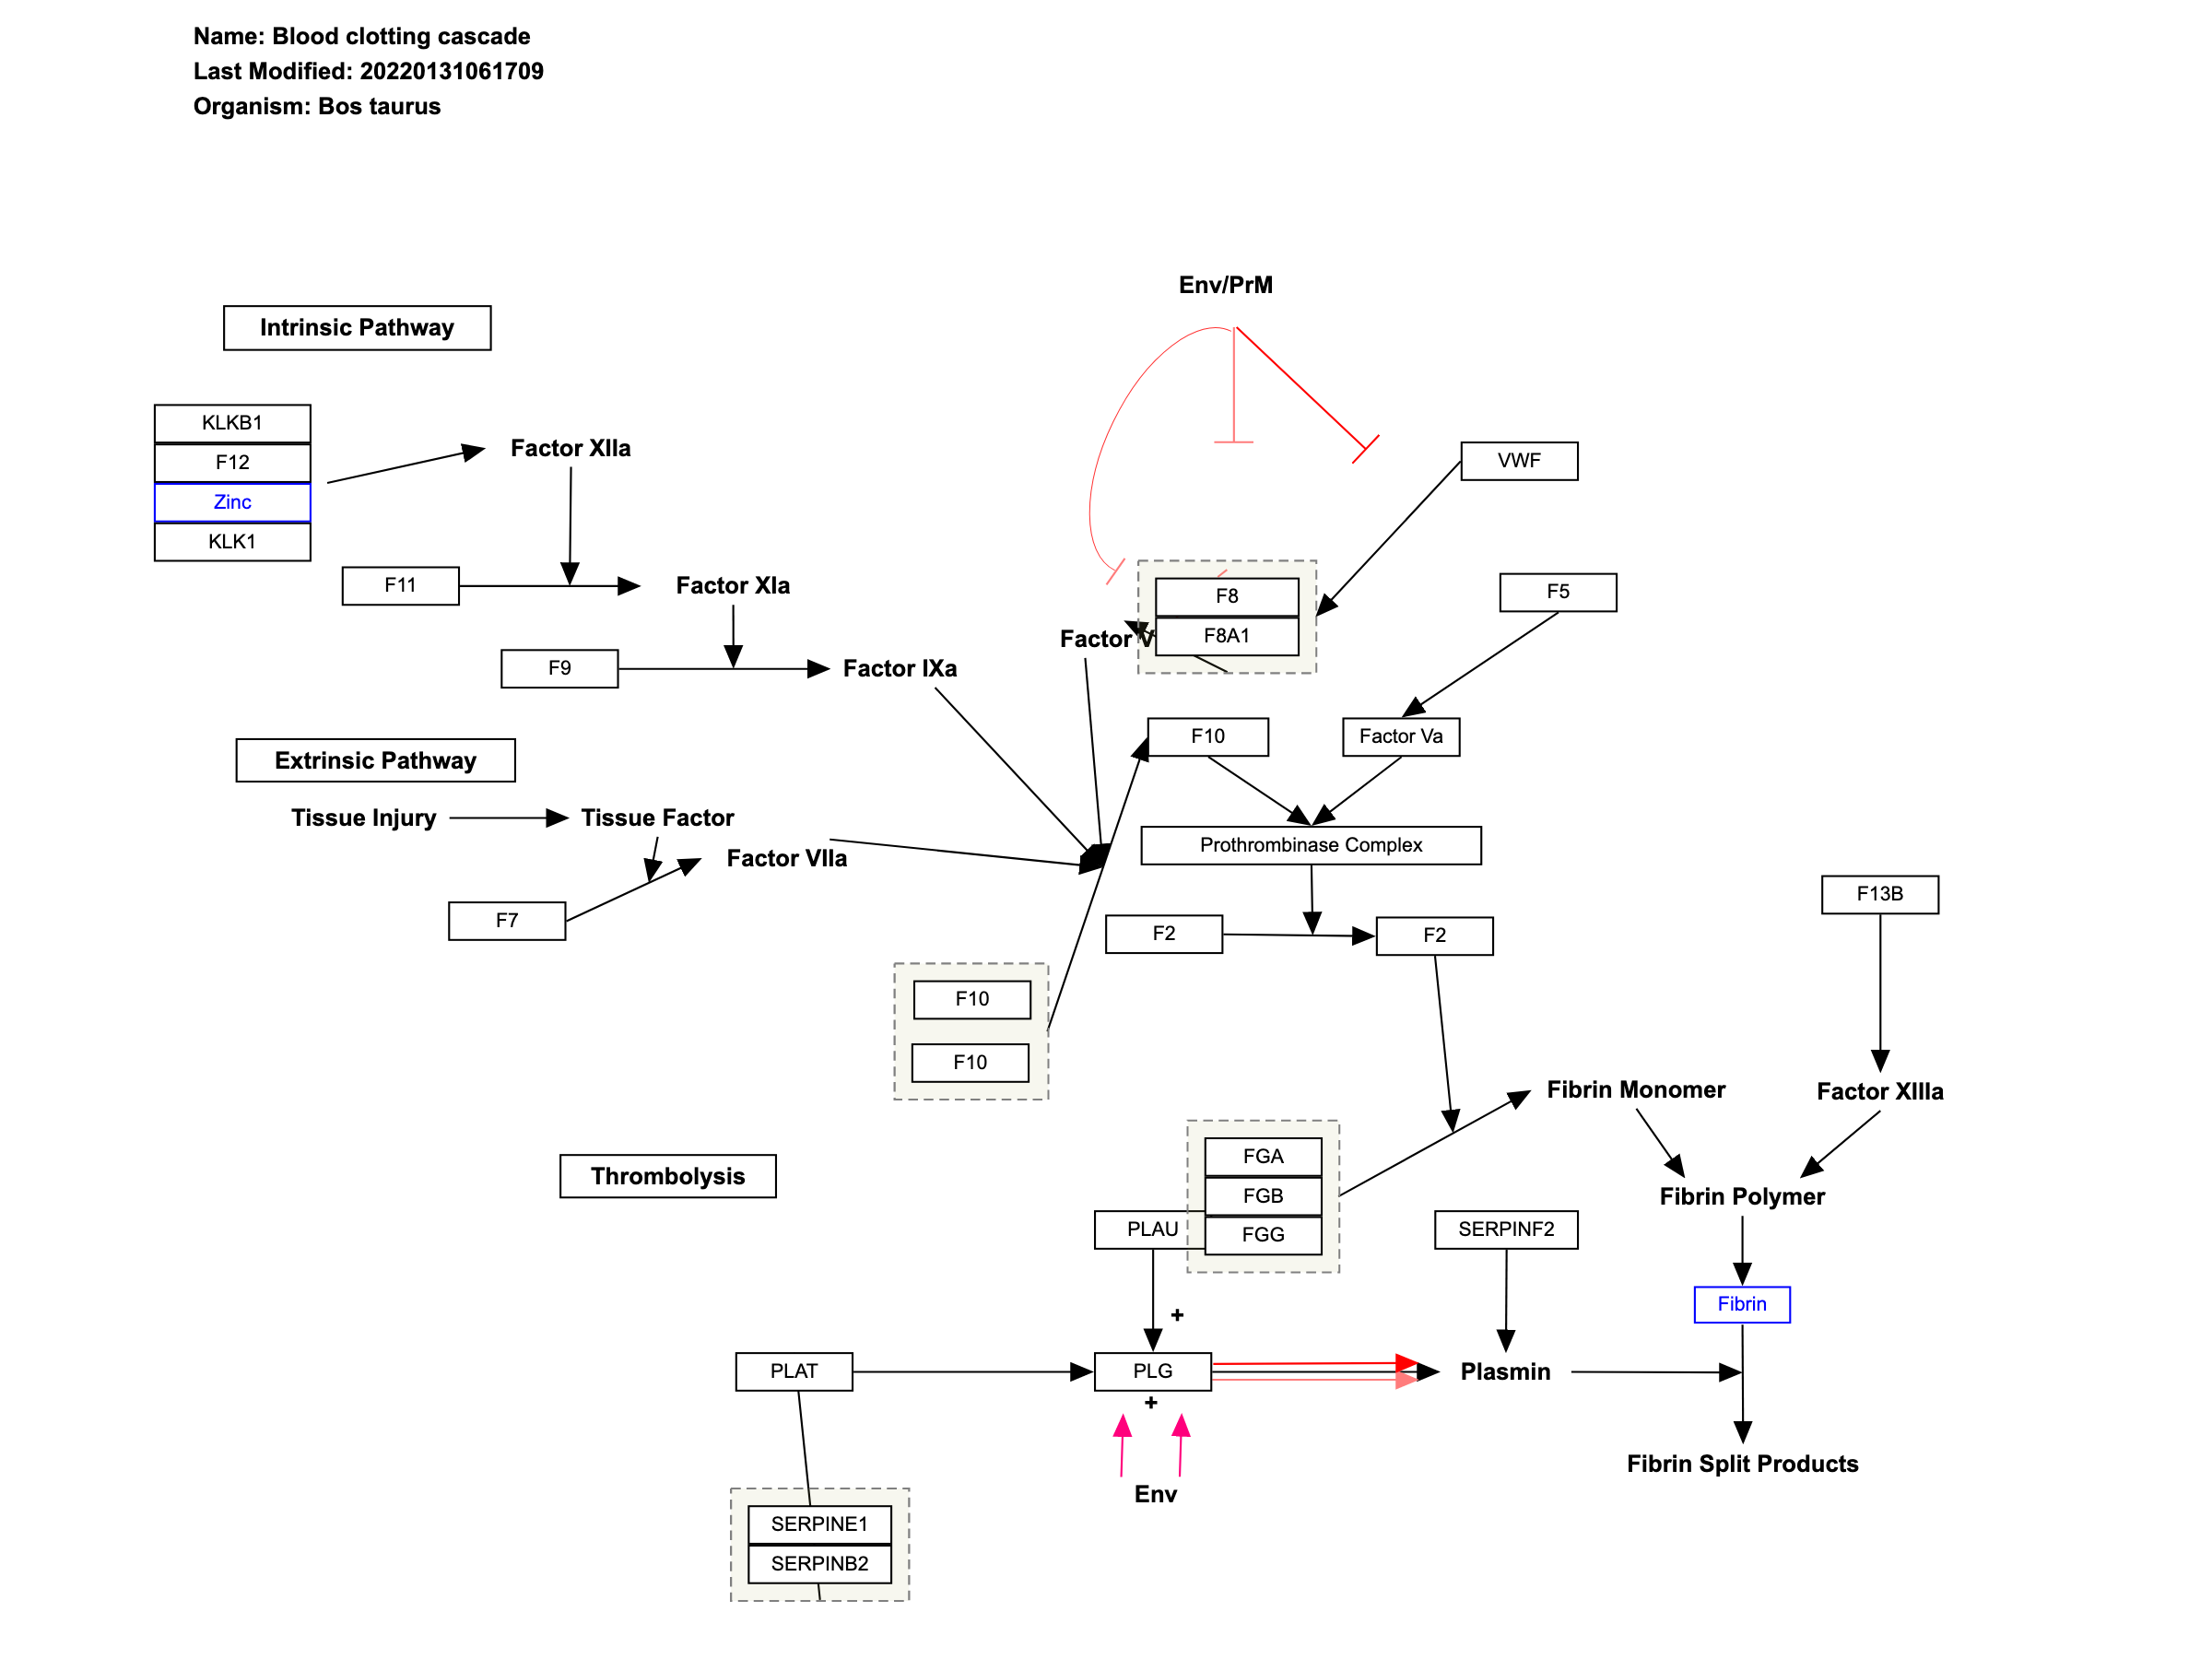 Name: Blood clotting cascade
Last Modified: 20220131061709
Organism: Bos taurus
Env/PrM
Intrinsic Pathway
KLKB1
F12
Zinc
KLK1
Factor XIIa
VWF
F11
Factor XIa
F8
F8A1
F5
Factor V
F9
Factor IXa
F10
Factor Va
Extrinsic Pathway
Tissue Injury
Tissue Factor
Factor VIIa
Prothrombinase Complex
F7
F2
F2
F13B
F10
F10
Fibrin Monomer
Factor XIIIa
Thrombolysis
FGA
FGB
FGG
PLAU
SERPINF2
Fibrin Polymer
Fibrin
+
PLAT
PLG
+
Plasmin
Env
Fibrin Split Products
SERPINE1
SERPINB2